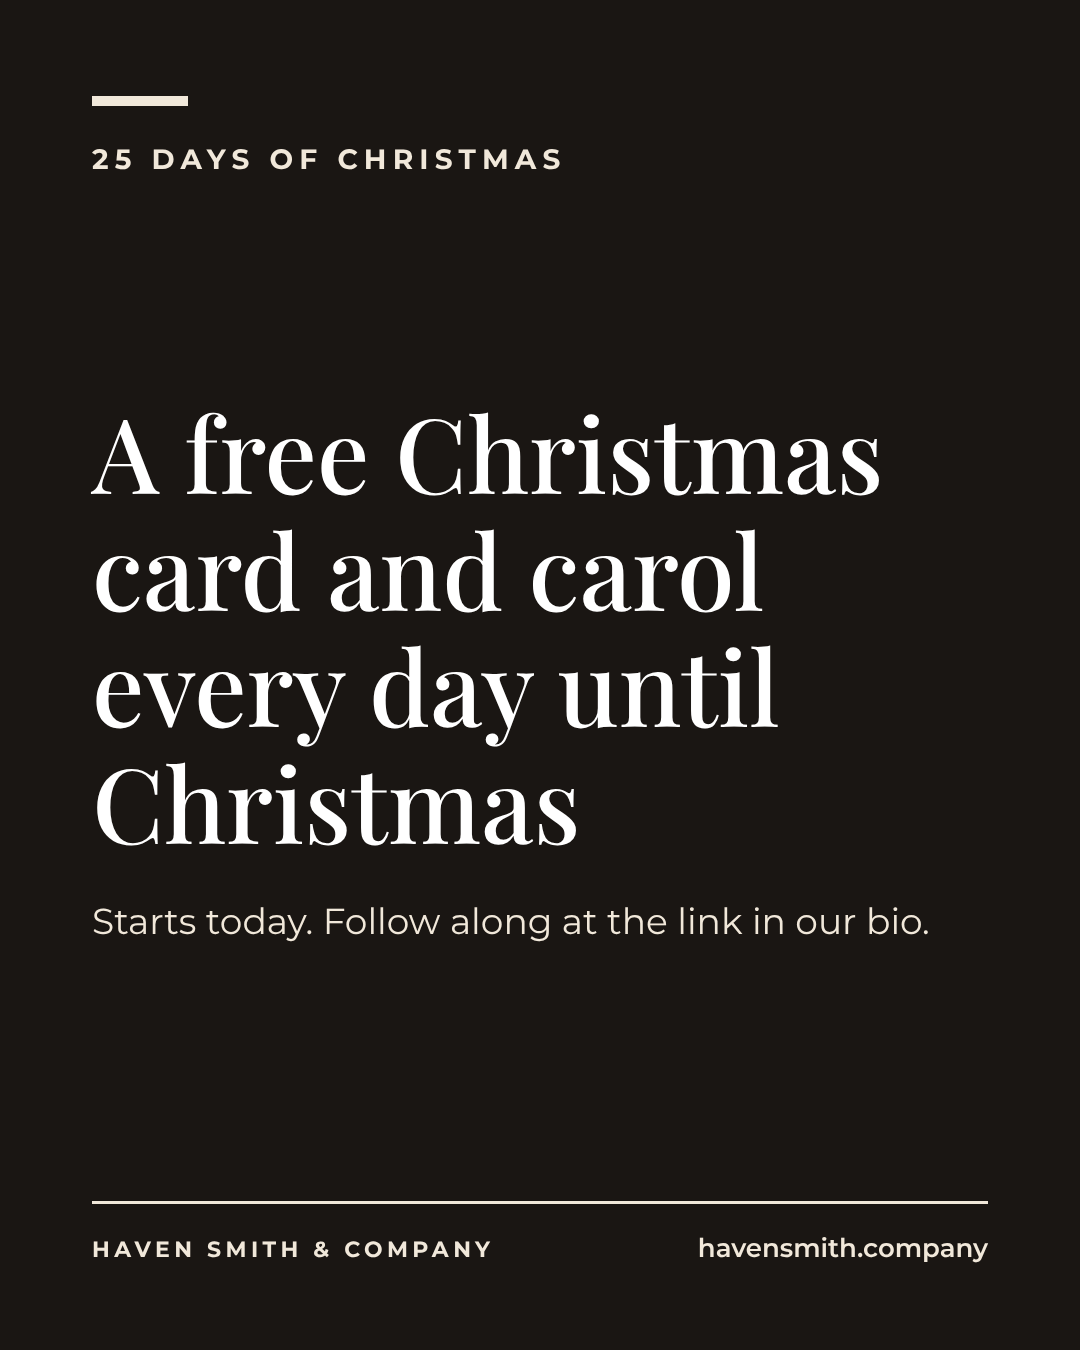 25 DAYS OF CHRISTMAS
A free Christmas
card and carol
every day until
Christmas
Starts today. Follow along at the link in our bio.
HAVEN SMITH & COMPANY
havensmith.company